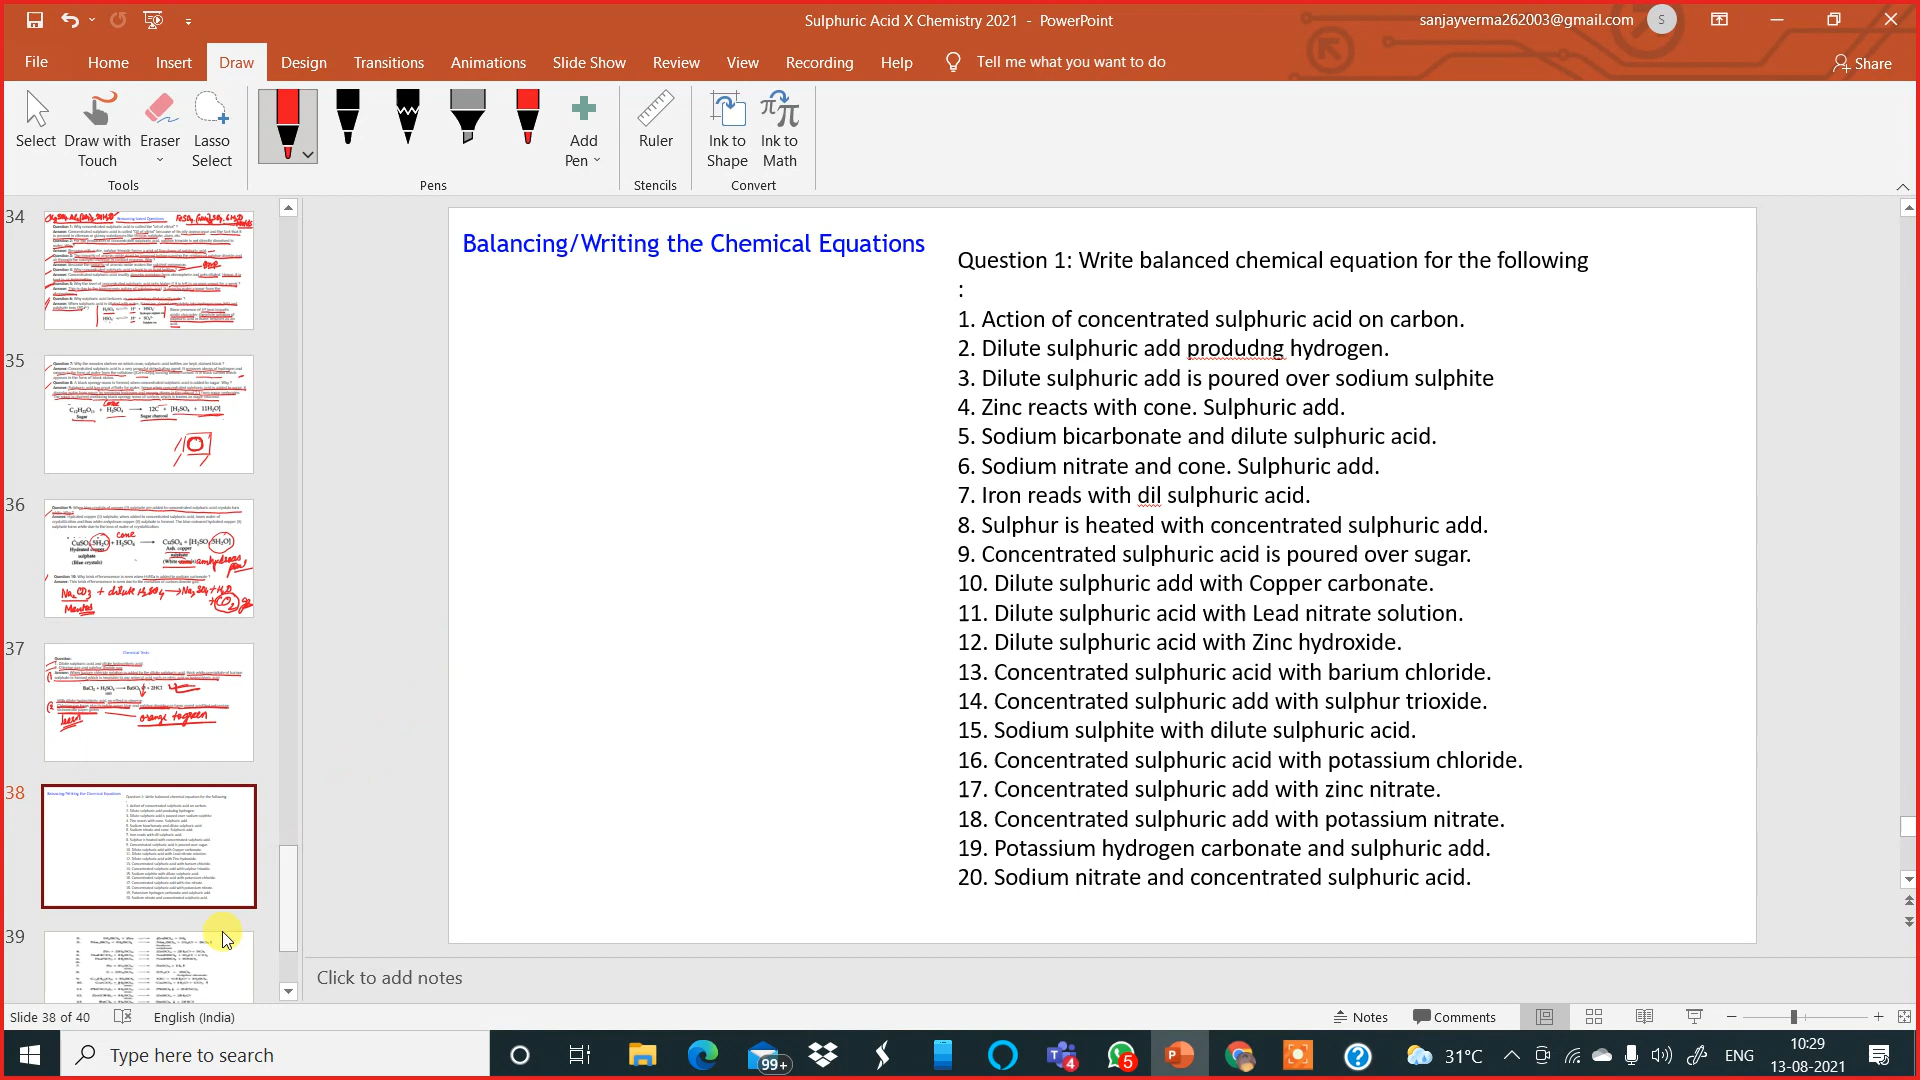 Sulphuric Acid X Chemistry 2021 - PowerPoint
sanjayverma262003@gmail.com
S
File
Home
Insert
Draw
Design
Transitions
Animations
Slide Show
Review
View
Recording
Help
Tell me what you want to do
Share
Select
Draw with Touch
Eraser
Lasso Select
Add Pen
Ruler
Ink to Shape
Ink to Math
Tools
Pens
Stencils
Convert
34
35
36
37
38
39
Balancing/Writing the Chemical Equations
Question 1: Write balanced chemical equation for the following
:
1. Action of concentrated sulphuric acid on carbon.
2. Dilute sulphuric add produdng hydrogen.
3. Dilute sulphuric add is poured over sodium sulphite
4. Zinc reacts with cone. Sulphuric add.
5. Sodium bicarbonate and dilute sulphuric acid.
6. Sodium nitrate and cone. Sulphuric add.
7. Iron reads with dil sulphuric acid.
8. Sulphur is heated with concentrated sulphuric add.
9. Concentrated sulphuric acid is poured over sugar.
10. Dilute sulphuric add with Copper carbonate.
11. Dilute sulphuric acid with Lead nitrate solution.
12. Dilute sulphuric acid with Zinc hydroxide.
13. Concentrated sulphuric acid with barium chloride.
14. Concentrated sulphuric add with sulphur trioxide.
15. Sodium sulphite with dilute sulphuric acid.
16. Concentrated sulphuric acid with potassium chloride.
17. Concentrated sulphuric add with zinc nitrate.
18. Concentrated sulphuric add with potassium nitrate.
19. Potassium hydrogen carbonate and sulphuric add.
20. Sodium nitrate and concentrated sulphuric acid.
Click to add notes
Slide 38 of 40
English (India)
Notes
Comments
Type here to search
99+
4
5
31°C
ENG
10:29
13-08-2021